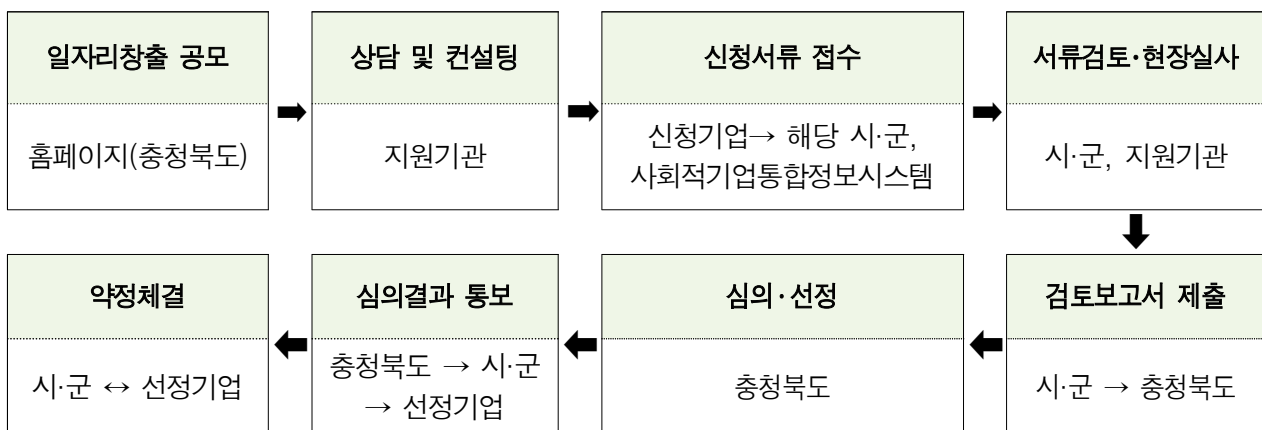 일자리창출 공모
홈페이지(충청북도)
상담 및 컨설팅
지원기관
신청서류 접수
신청기업→ 해당 시·군,
사회적기업통합정보시스템
서류검토·현장실사
시·군, 지원기관
검토보고서 제출
시·군 → 충청북도
심의·선정
충청북도
심의결과 통보
충청북도 → 시·군
→ 선정기업
약정체결
시·군 ↔ 선정기업